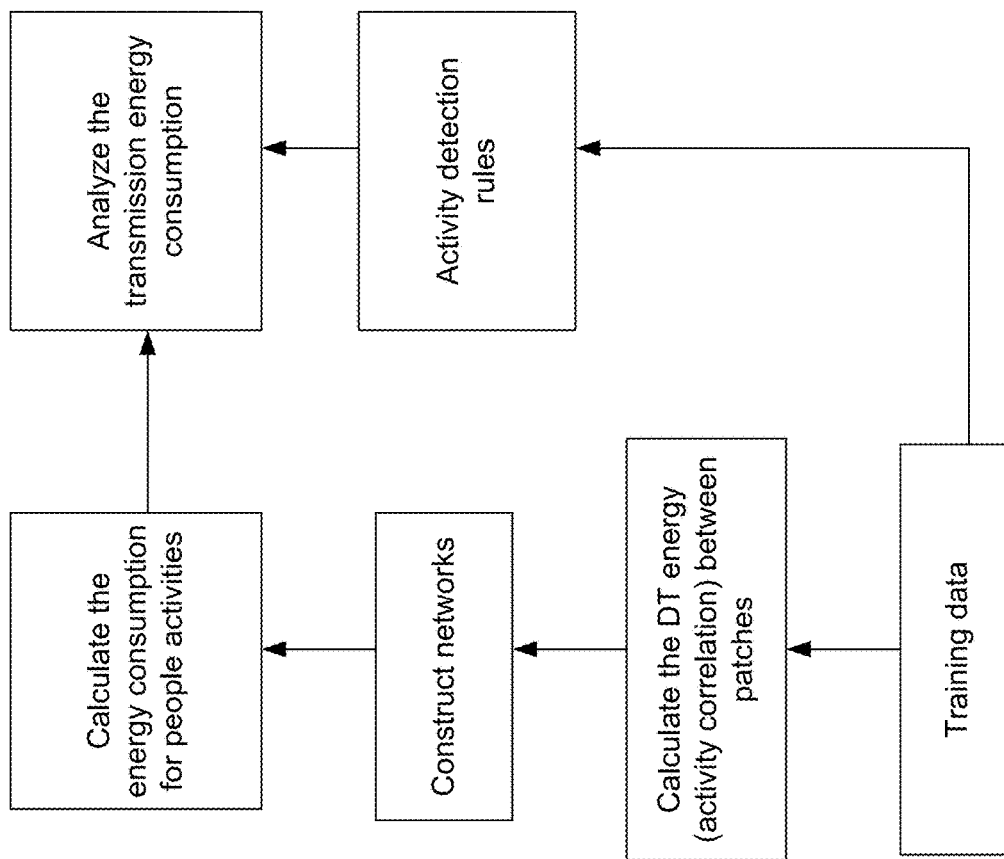 Training data
Calculate the DT energy
(activity correlation) between
patches
Construct networks
Calculate the
energy consumption
for people activities
Activity detection
rules
Analyze the
transmission energy
consumption